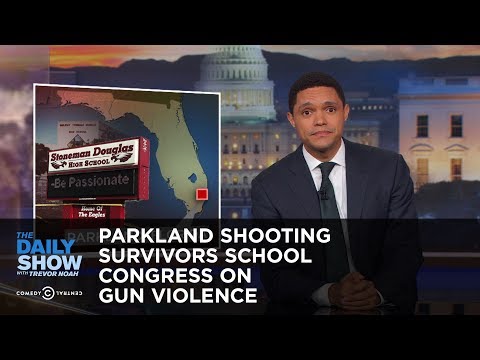 Stoneman Douglas
HIGH SCHOOL
-Be Passionate
Home Of The Eagles
THE
DAILY
SHOW
WITH TREVOR NOAH
COMEDY CENTRAL
PARKLAND SHOOTING
SURVIVORS SCHOOL
CONGRESS ON
GUN VIOLENCE